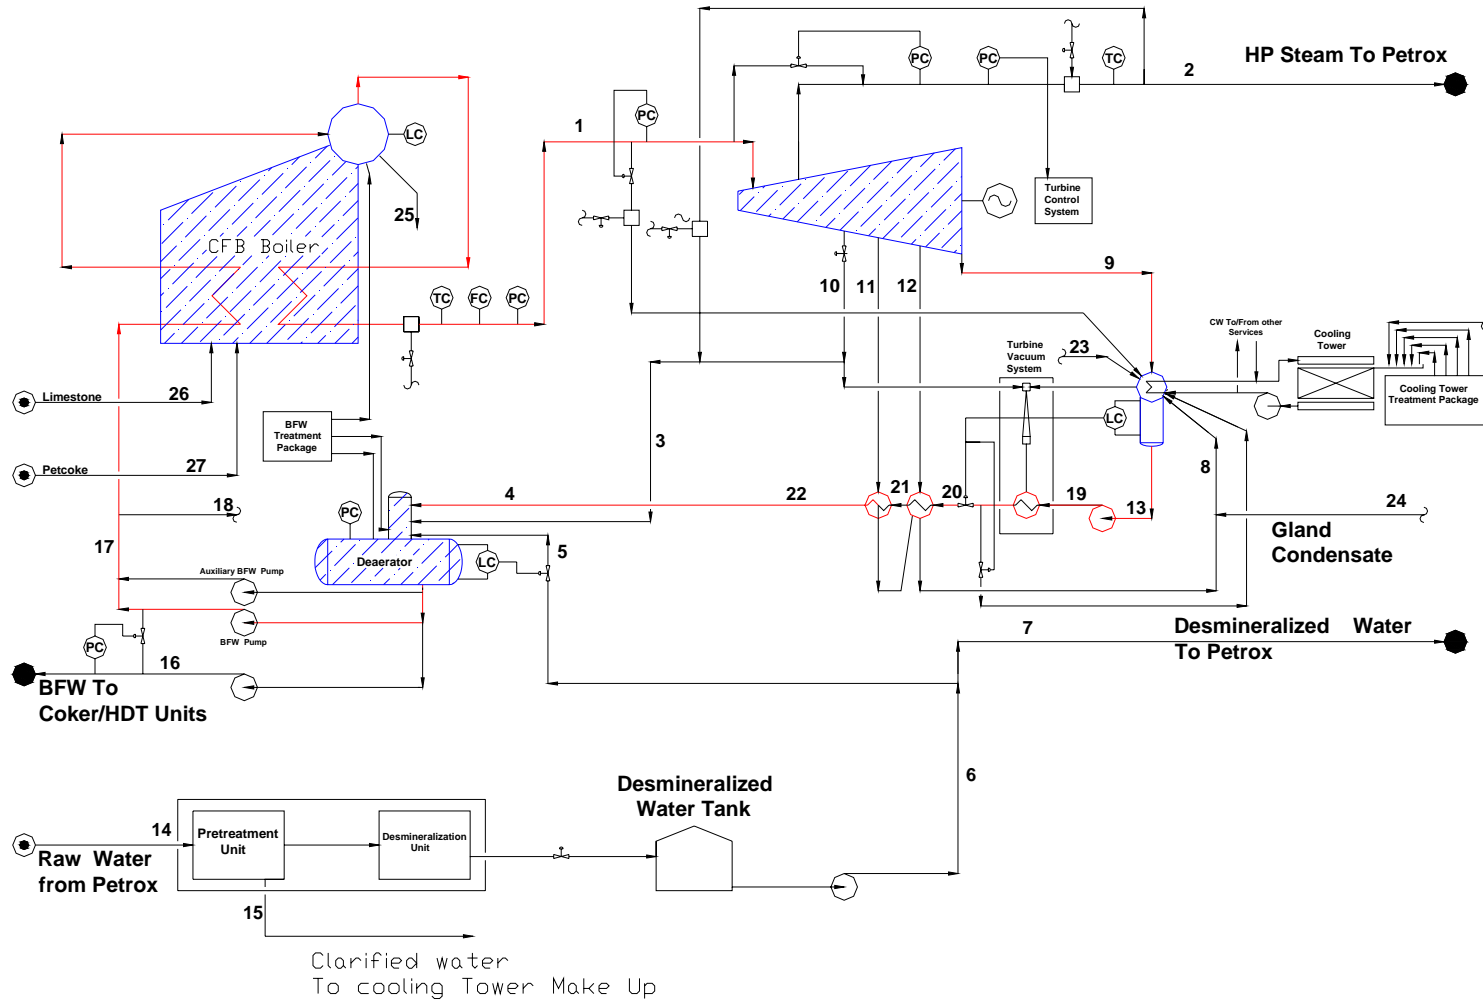 2
HP Steam To Petrox
PC
PC
TC
1
PC
LC
25
CFB Boiler
TC
FC
PC
Turbine
Control
System
9
10
11
12
Limestone
26
Petcoke
27
BFW
Treatment
Package
3
Turbine
Vacuum
System
23
CW To/From other
Services
Cooling
Tower
Cooling Tower
Treatment Package
LC
8
18
17
4
22
21
20
19
13
24
Gland
Condensate
PC
Deaerator
LC
5
Auxiliary BFW Pump
BFW Pump
PC
16
BFW To
Coker/HDT Units
7
Desmineralized Water
To Petrox
6
Desmineralized
Water Tank
14
Raw Water
from Petrox
Pretreatment
Unit
Desmineralization
Unit
15
Clarified water
To cooling Tower Make Up